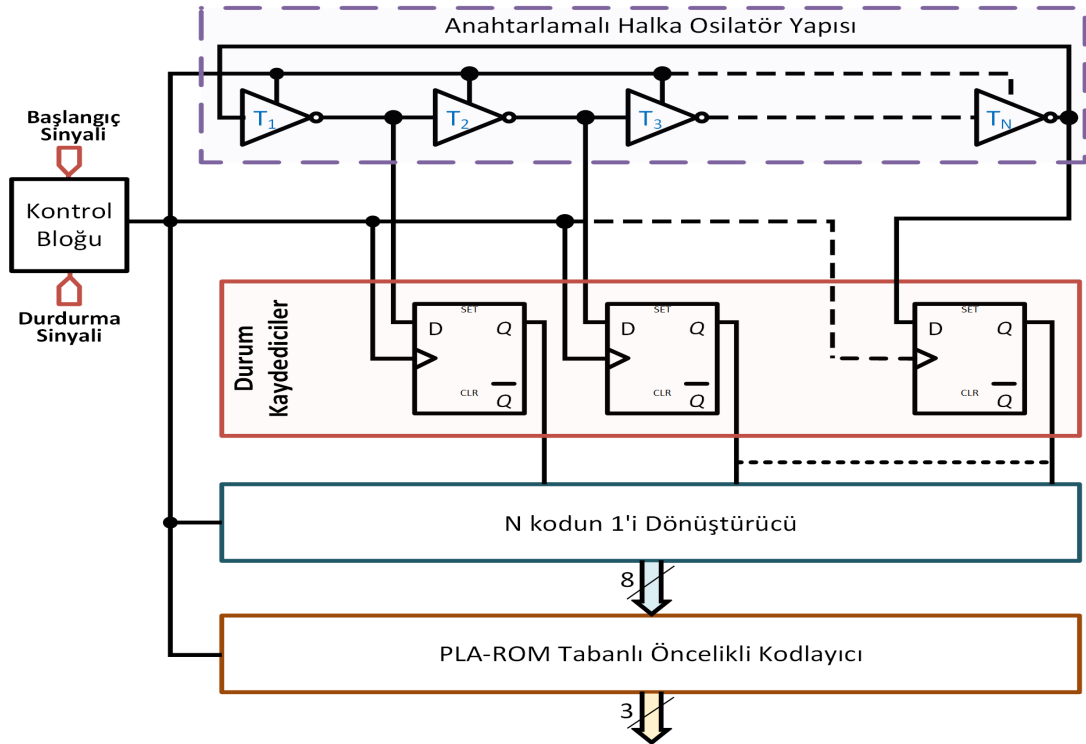 Anahtarlamalı Halka Osilatör Yapısı
T1
T2
T3
TN
Başlangıç
Sinyali
Kontrol
Bloğu
Durdurma
Sinyali
Durum
Kaydediciler
SET
D
Q
CLR
Q
SET
D
Q
CLR
Q
SET
D
Q
CLR
Q
N kodun 1'i Dönüştürücü
8
PLA-ROM Tabanlı Öncelikli Kodlayıcı
3